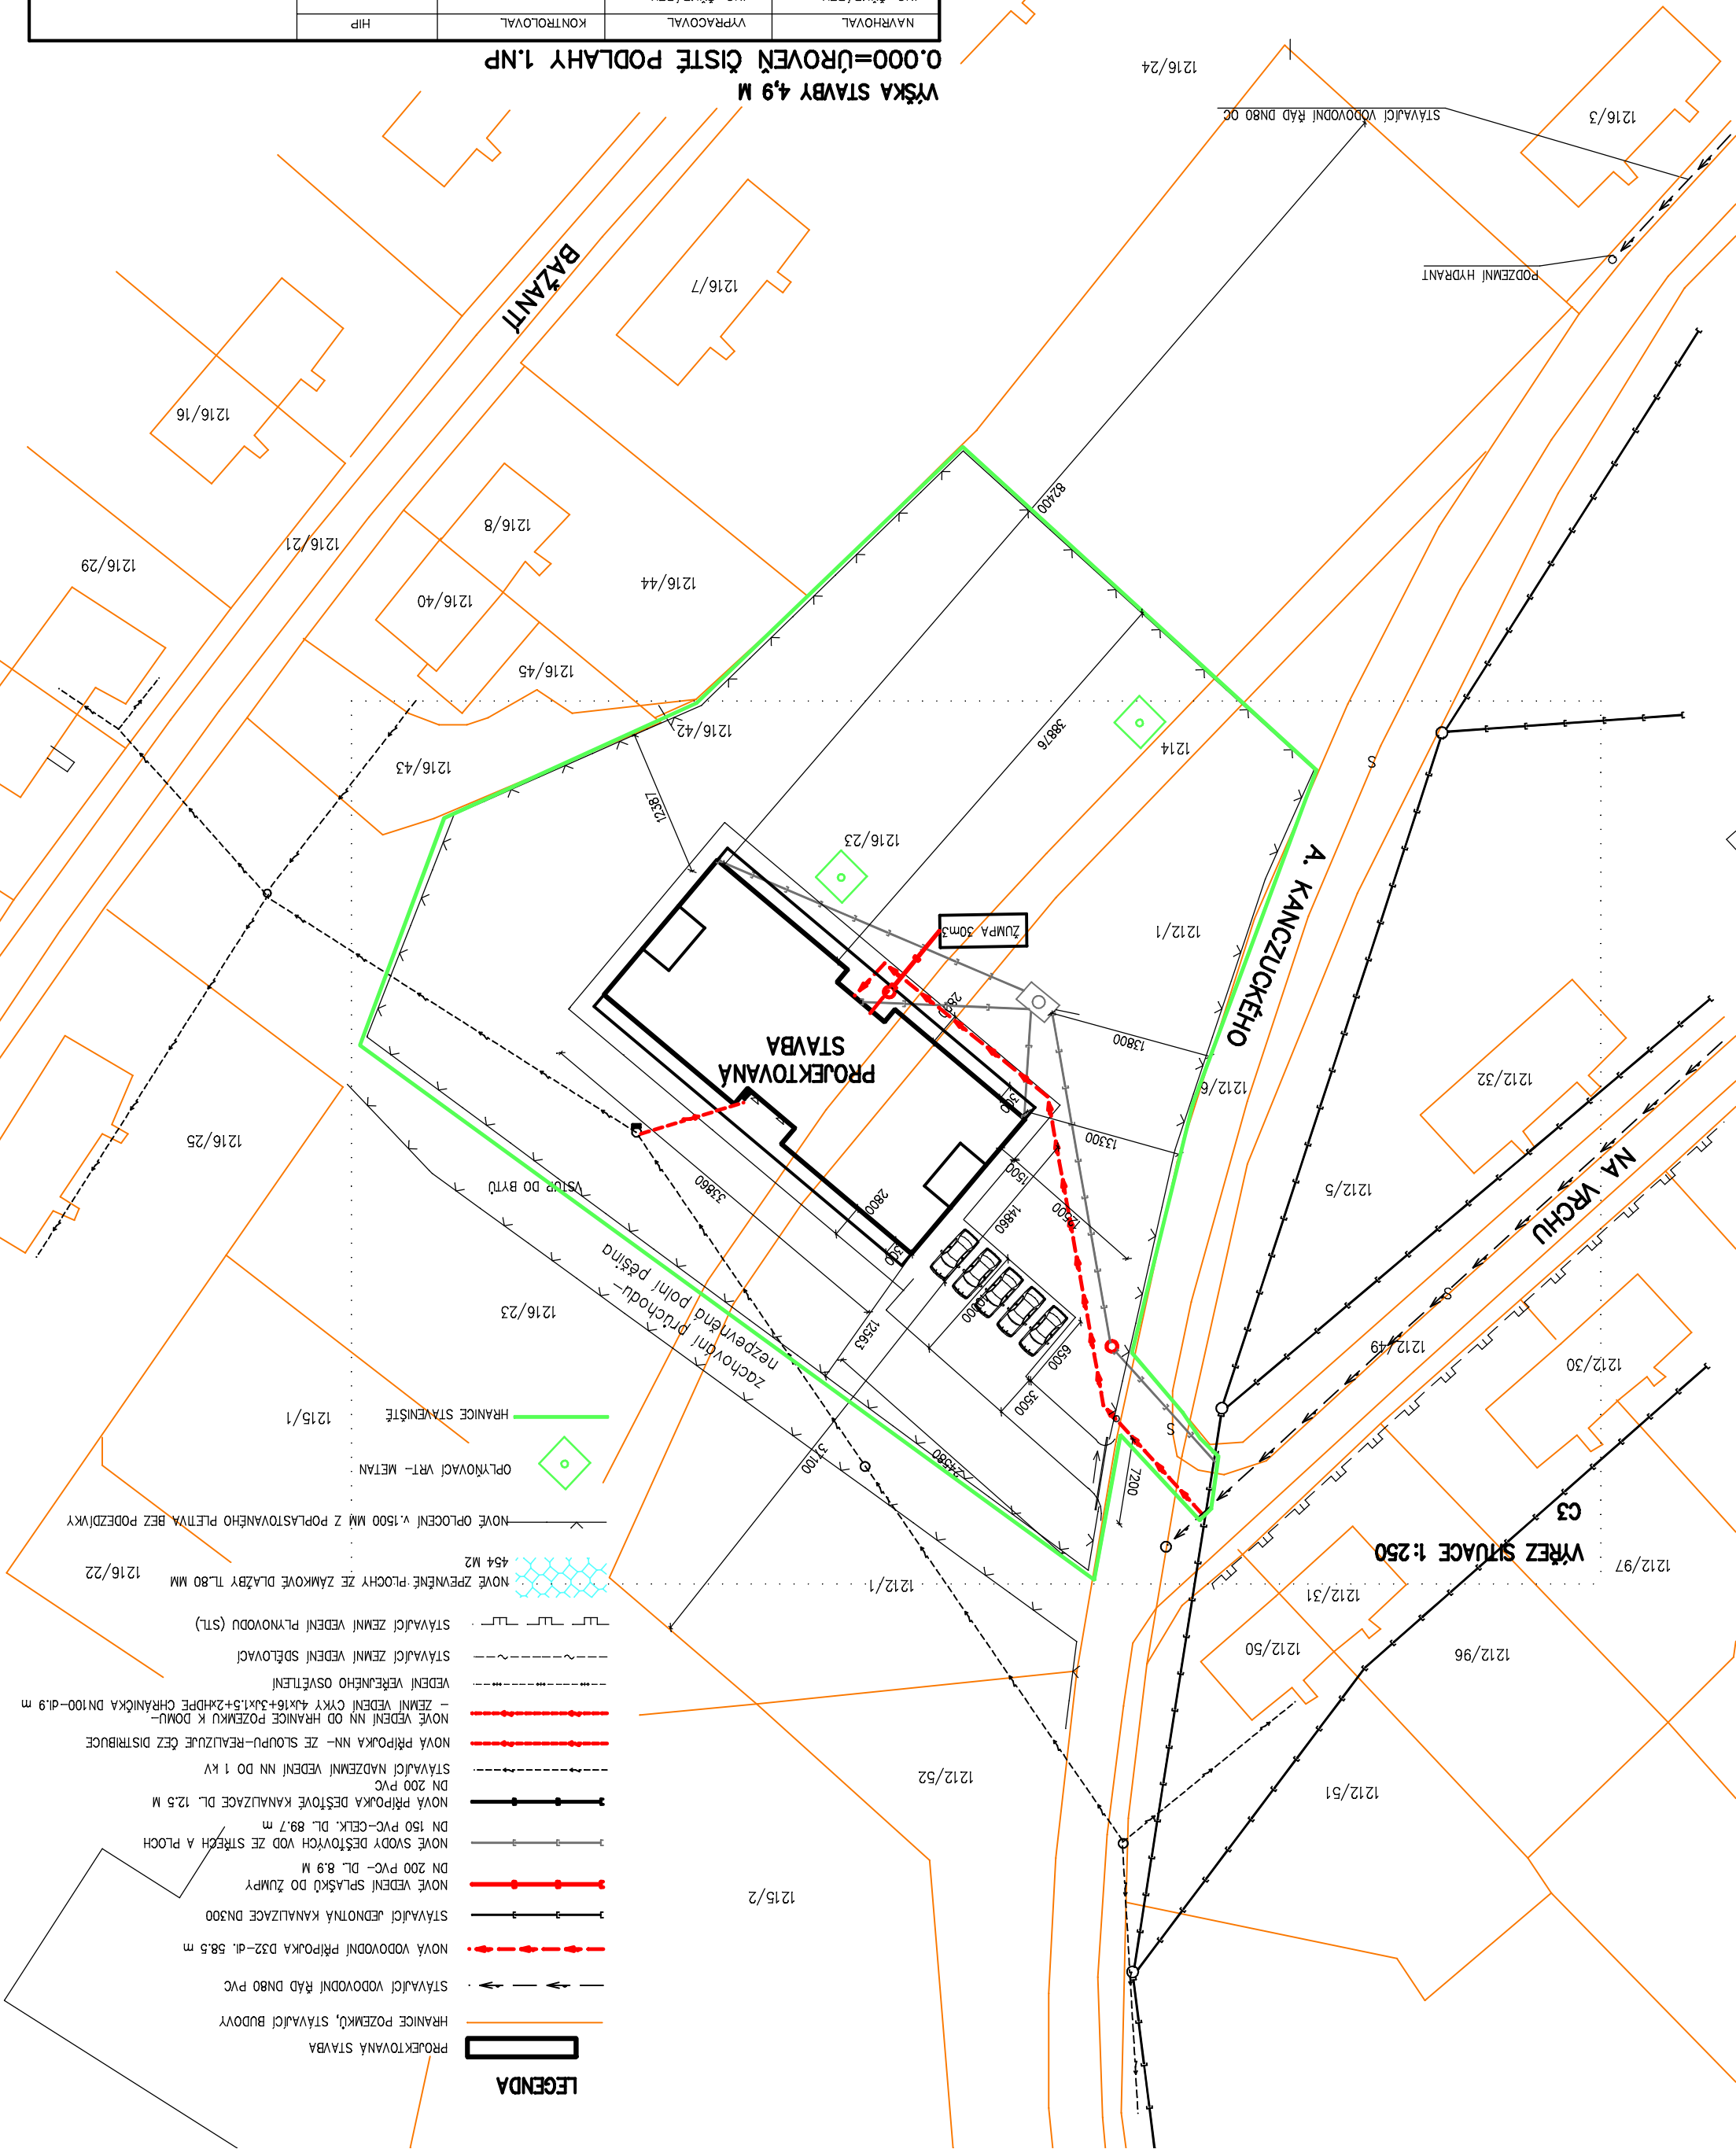 LEGENDA
PROJEKTOVANÁ STAVBA
HRANICE POZEMKŮ, STÁVAJÍCÍ BUDOVY
STÁVAJÍCÍ VODOVODNÍ ŘAD DN80 PVC
NOVÁ VODOVODNÍ PŘÍPOJKA D32-dl. 58.5 m
STÁVAJÍCÍ JEDNOTNÁ KANALIZACE DN300
NOVÉ VEDENÍ SPLAŠKŮ DO ŽUMPY
DN 200 PVC- DL. 8.9 M
NOVÉ SVODY DEŠŤOVÝCH VOD ZE STŘECH A PLOCH
DN 150 PVC-CELK. DL. 89.7 m
NOVÁ PŘÍPOJKA DEŠŤOVÉ KANALIZACE DL. 12.5 M
DN 200 PVC
STÁVAJÍCÍ NADZEMNÍ VEDENÍ NN DO 1 kV
NOVÁ PŘÍPOJKA NN- ZE SLOUPU-REALIZUJE ČEZ DISTRIBUCE
NOVÉ VEDENÍ NN OD HRANICE POZEMKU K DOMU-
- ZEMNÍ VEDENÍ CYKY 4Jx16+3Jx1.5+2xHDPE CHRÁNIČKA DN100-dl.9 m
VEDENÍ VEŘEJNÉHO OSVĚTLENÍ
STÁVAJÍCÍ ZEMNÍ VEDENÍ SDĚLOVACÍ
STÁVAJÍCÍ ZEMNÍ VEDENÍ PLYNOVODU (STL)
NOVÉ ZPEVNĚNÉ PLOCHY ZE ZÁMKOVÉ DLAŽBY TL.80 MM
454 M2
NOVÉ OPLOCENÍ v.1500 MM Z POPLASTOVANÉHO PLETIVA BEZ PODEZDÍVKY
OPLYŇOVACÍ VRT- METAN
HRANICE STAVENIŠTĚ
1215/2
1212/52
1212/51
1212/96
1212/50
1212/31
1212/97
1212/1
1216/22
VÝŘEZ SITUACE 1:250
C3
1215/1
1212/30
1212/49
S
S
7200
24580
37100
3500
6500
12563
zachování průchodu-
nezpevněná polní pěšina
1216/23
VSTUP DO BYTŮ
33860
2800
1300
14860
12600
1500
13300
1300
1216/25
NA VRCHU
1212/5
1212/32
1212/6
PROJEKTOVANÁ
STAVBA
13800
ŽUMPA 30m3
A. KANCZUCKÉHO
1212/1
1216/23
12387
38876
1214
S
1216/43
1216/42
1216/45
1216/40
1216/44
1216/29
1216/21
1216/8
82400
1216/16
BAŽANTÍ
1216/7
PODZEMNÍ HYDRANT
STÁVAJÍCÍ VODOVODNÍ ŘAD DN80 OC
1216/3
1216/24
VÝŠKA STAVBY 4,9 M
0.000=ÚROVEŇ ČISTÉ PODLAHY 1.NP
NAVRHOVAL
VYPRACOVAL
KONTROLOVAL
HIP